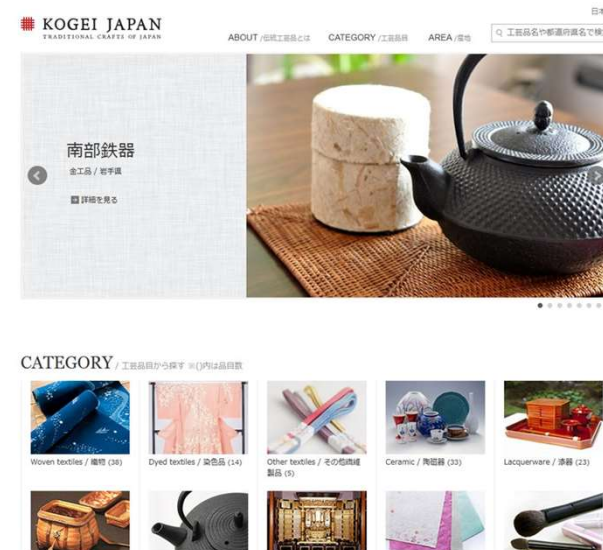 日本
KOGEI JAPAN
TRADITIONAL CRAFTS OF JAPAN
ABOUT /伝統工芸品とは
CATEGORY /工芸品目
AREA /産地
工芸品名や都道府県名で検
南部鉄器
金工品 / 岩手県
詳細を見る
CATEGORY / 工芸品目から探す ※()内は品目数
Woven textiles / 織物 (38)
Dyed textiles / 染色品 (14)
Other textiles / その他繊維
製品 (5)
Ceramic / 陶磁器 (33)
Lacquerware / 漆器 (23)